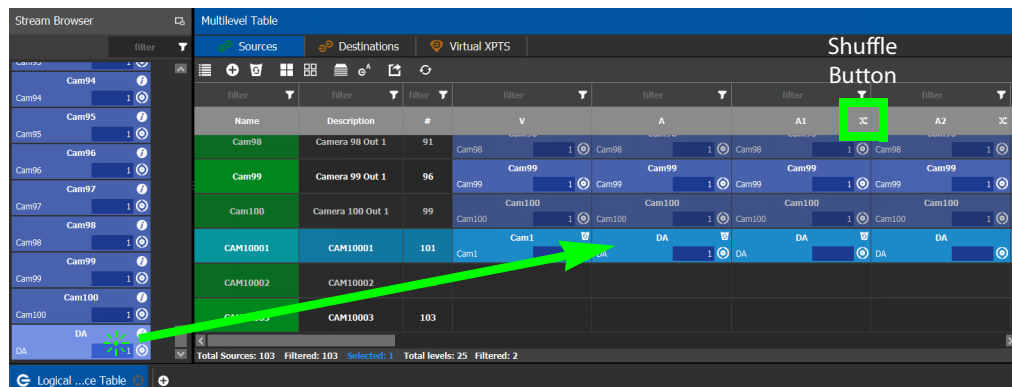 Stream Browser
Multilevel Table
filter
Sources
Destinations
Virtual XPTS
Shuffle
Button
Cam94
Cam94 1
Cam95
Cam95 1
Cam96
Cam96 1
Cam97
Cam97 1
Cam98
Cam98 1
Cam99
Cam99 1
Cam100
Cam100 1
DA
DA 1
filter filter filter filter filter filter filter
Name Description # V A A1 A2
Cam98 Camera 98 Out 1 91
Cam98 1 Cam98 1 Cam98 1 Cam98 1
Cam99 Cam99 Cam99 Cam99
Cam99 Camera 99 Out 1 96
Cam99 1 Cam99 1 Cam99 1 Cam99 1
Cam100 Cam100 Cam100 Cam100
Cam100 Camera 100 Out 1 99
Cam100 1 Cam100 1 Cam100 1 Cam100 1
Cam1 DA DA DA
CAM10001 CAM10001 101
Cam1 DA 1 DA DA
CAM10002 CAM10002
CAM10003 103
Total Sources: 103 Filtered: 103 Selected: 1 Total levels: 25 Filtered: 2
Logical ...ce Table